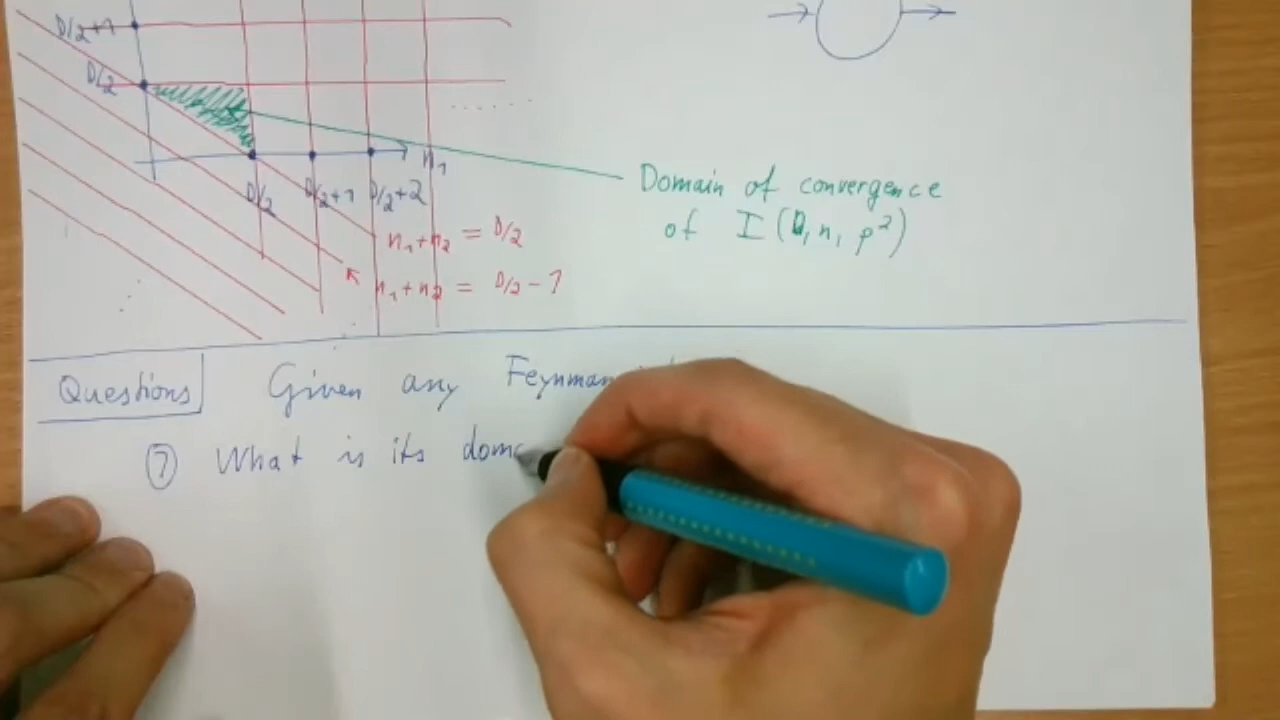 D/2+1
D/2
n₁
D/2 D/2+1 D/2+2
n₁+n₂ = D/2
n₁+n₂ = D/2 - 1
Domain of convergence
of I(D, n, p²)
Questions Given any Feynman
① What is its doma